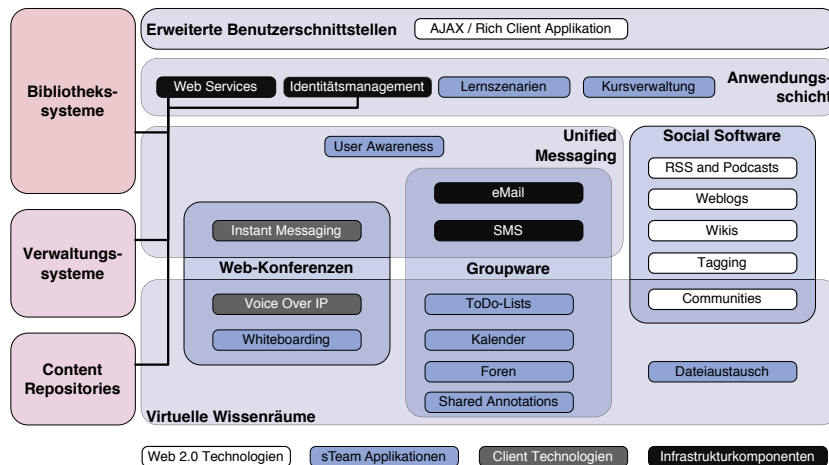 Erweiterte Benutzerschnittstellen
AJAX / Rich Client Applikation
Bibliotheks-
systeme
Web Services
Identitätsmanagement
Lernszenarien
Kursverwaltung
Anwendungs-
schicht
User Awareness
Unified
Messaging
Social Software
RSS and Podcasts
eMail
Weblogs
Verwaltungs-
systeme
Instant Messaging
SMS
Wikis
Web-Konferenzen
Groupware
Tagging
Voice Over IP
ToDo-Lists
Communities
Whiteboarding
Kalender
Content
Repositories
Foren
Dateiaustausch
Shared Annotations
Virtuelle Wissenräume
Web 2.0 Technologien
sTeam Applikationen
Client Technologien
Infrastrukturkomponenten